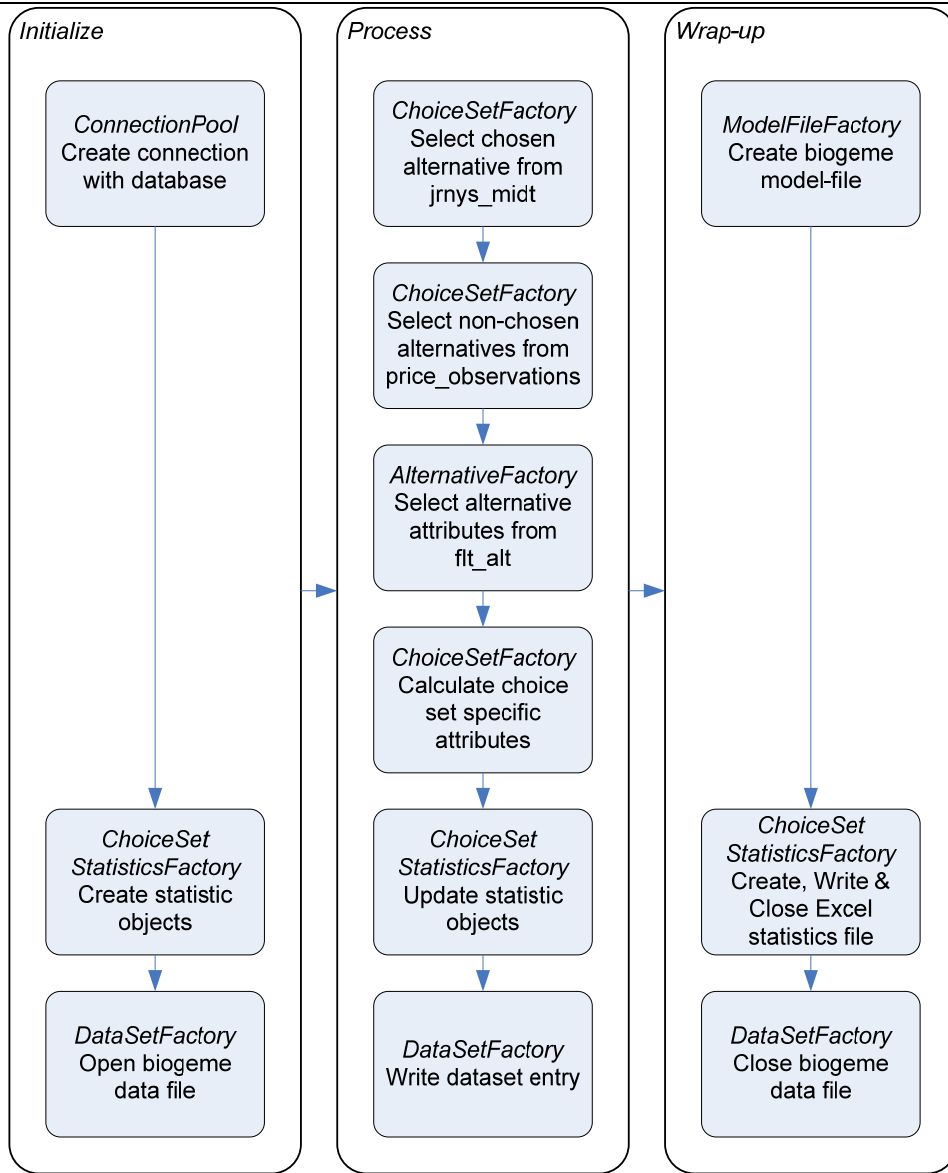 Initialize
ConnectionPool
Create connection
with database
ChoiceSet
StatisticsFactory
Create statistic
objects
DataSetFactory
Open biogeme
data file
Process
ChoiceSetFactory
Select chosen
alternative from
jrnys_midt
ChoiceSetFactory
Select non-chosen
alternatives from
price_observations
AlternativeFactory
Select alternative
attributes from
flt_alt
ChoiceSetFactory
Calculate choice
set specific
attributes
ChoiceSet
StatisticsFactory
Update statistic
objects
DataSetFactory
Write dataset entry
Wrap-up
ModelFileFactory
Create biogeme
model-file
ChoiceSet
StatisticsFactory
Create, Write &
Close Excel
statistics file
DataSetFactory
Close biogeme
data file